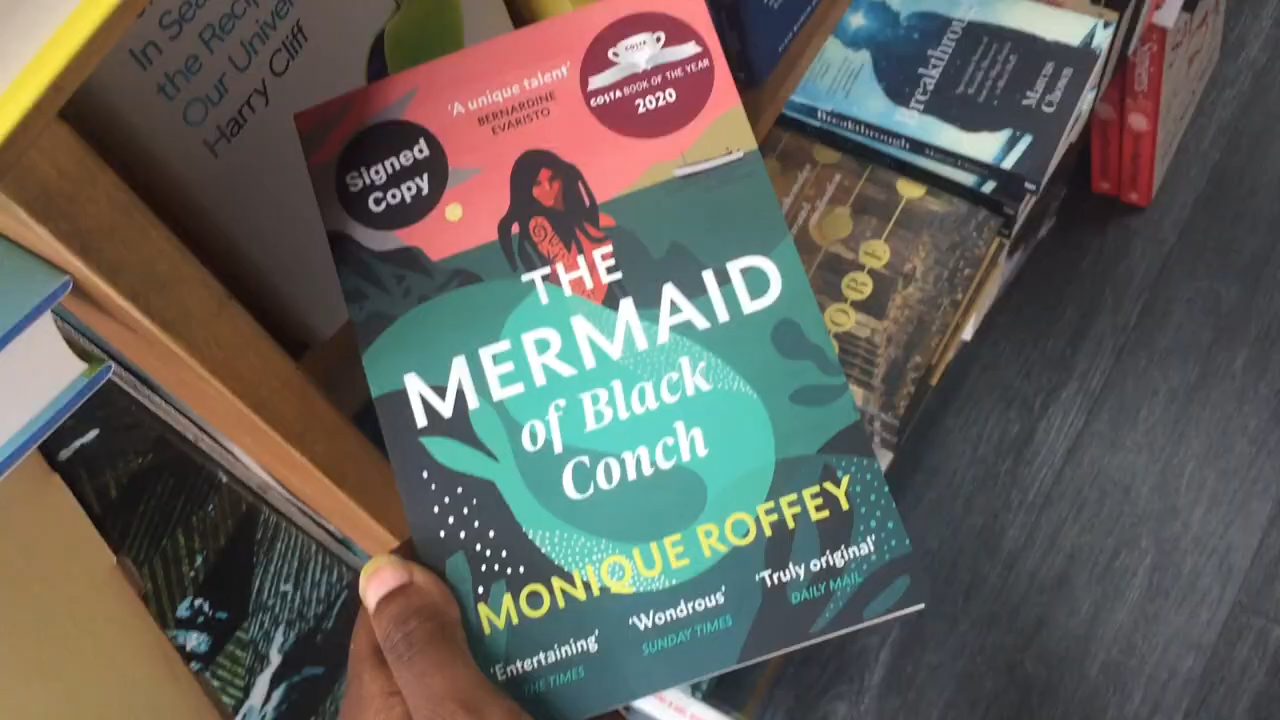 In Sea
the Recip
Our Univer
Harry Cliff
'A unique talent'
BERNARDINE
EVARISTO
COSTA
COSTA BOOK OF THE YEAR
2020
Signed
Copy
THE
MERMAID
of Black
Conch
MONIQUE ROFFEY
'Entertaining'
THE TIMES
'Wondrous'
SUNDAY TIMES
'Truly original'
DAILY MAIL
Breakthrough
Marcus
Chown
Breakthrough